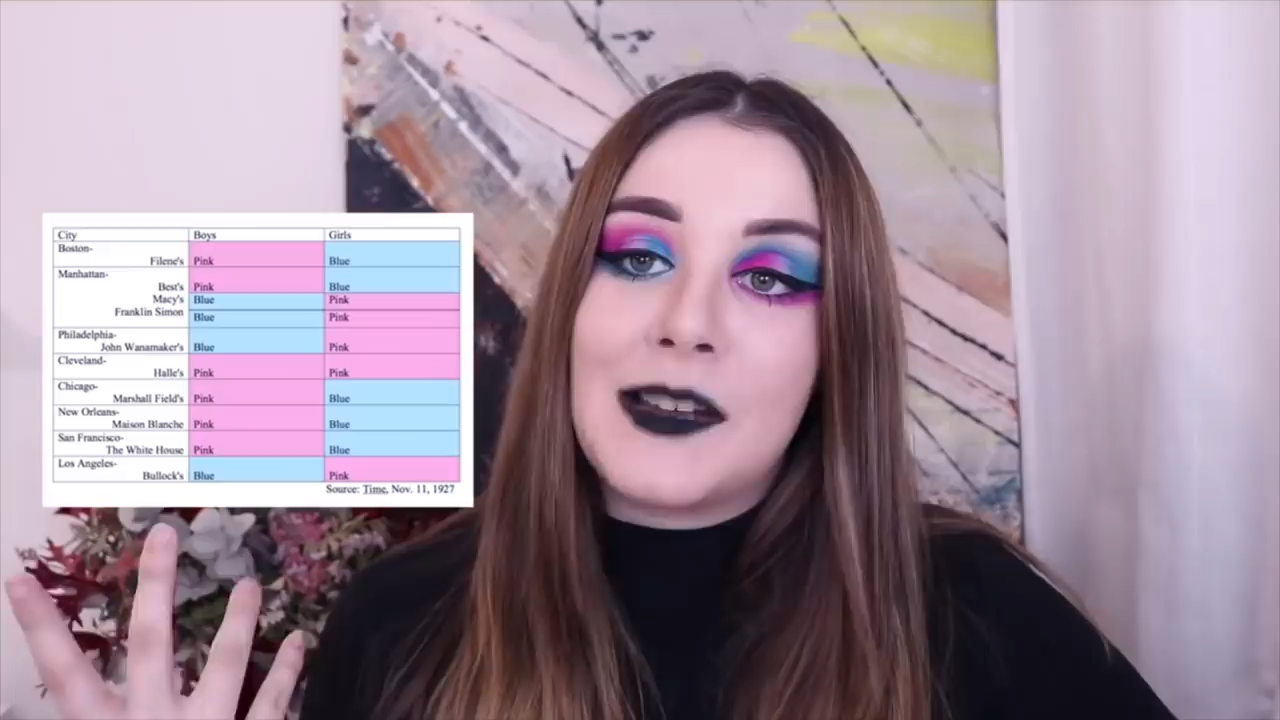 City Boys Girls
Boston-
Filene's Pink Blue
Manhattan-
Best's Pink Blue
Macy's Blue Pink
Franklin Simon Blue Pink
Philadelphia-
John Wanamaker's Blue Pink
Cleveland-
Halle's Pink Pink
Chicago-
Marshall Field's Pink Blue
New Orleans-
Maison Blanche Pink Blue
San Francisco-
The White House Pink Blue
Los Angeles-
Bullock's Blue Pink
Source: Time, Nov. 11, 1927